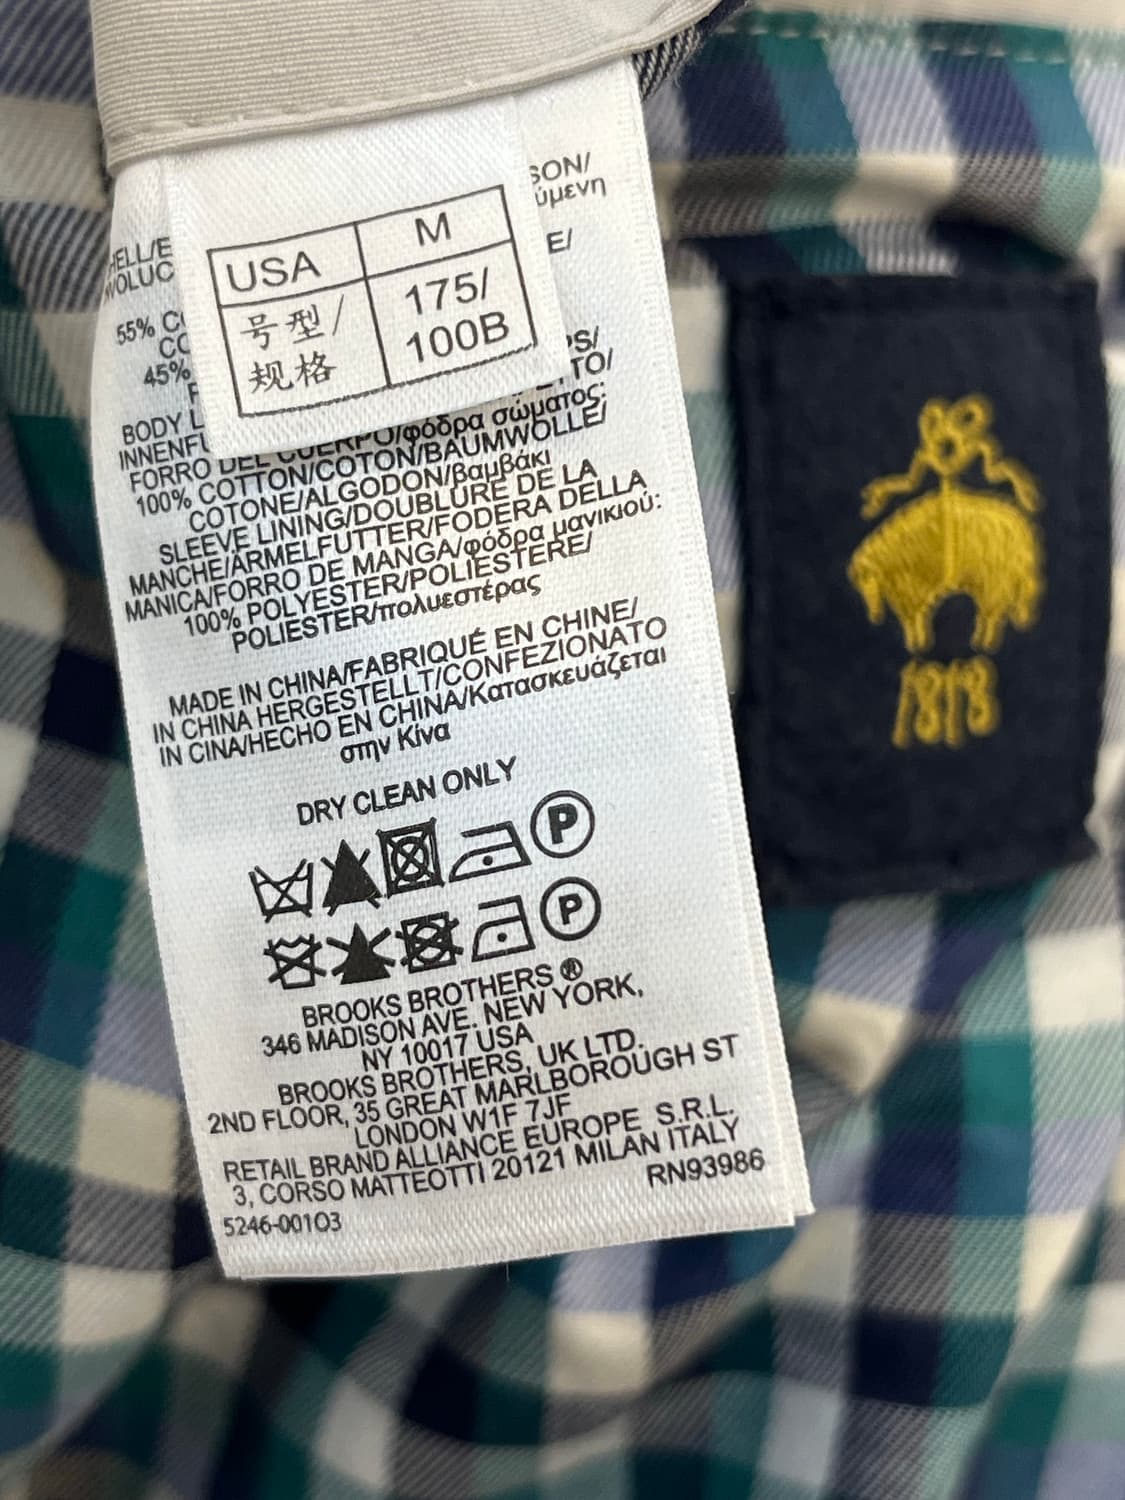 USA M
号型/ 175/
规格 100B
55%
45%
BODY
FORRO DEL CUERPO/φόδρα σώματος:
100% COTTON/COTON/BAUMWOLLE/
COTONE/ALGODON/βαμβάκι
SLEEVE LINING/DOUBLURE DE LA
MANCHE/ÄRMELFUTTER/FODERA DELLA
MANICA/FORRO DE MANGA/φόδρα μανικιού:
100% POLYESTER/POLIESTERE/
POLIESTER/πολυεστέρας
MADE IN CHINA/FABRIQUÉ EN CHINE/
IN CHINA HERGESTELLT/CONFEZIONATO
IN CINA/HECHO EN CHINA/Κατασκευάζεται
στην Κίνα
DRY CLEAN ONLY
P
P
BROOKS BROTHERS ®
346 MADISON AVE. NEW YORK,
NY 10017 USA
BROOKS BROTHERS, UK LTD.
2ND FLOOR, 35 GREAT MARLBOROUGH ST
LONDON W1F 7JF
RETAIL BRAND ALLIANCE EUROPE S.R.L.
3, CORSO MATTEOTTI 20121 MILAN ITALY
RN93986
5246-001O3
1818